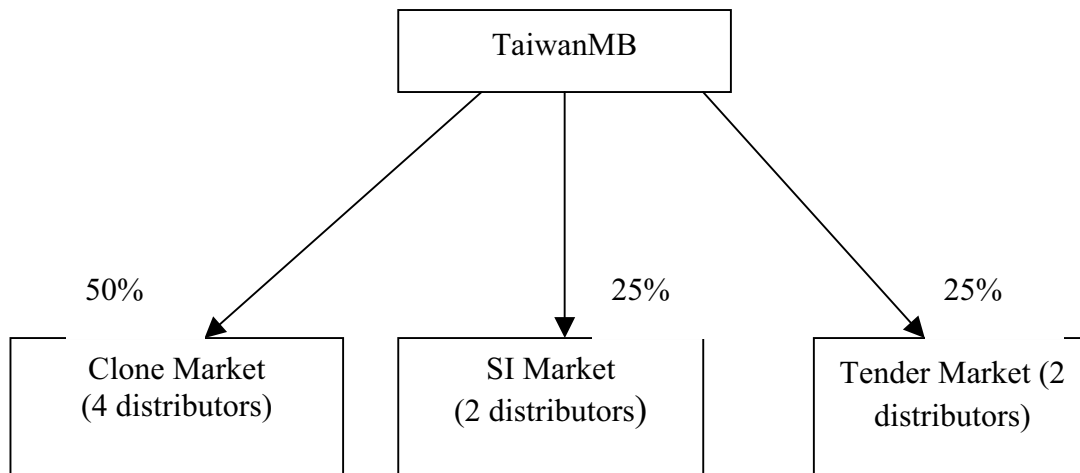 TaiwanMB
50%
25%
25%
Clone Market
(4 distributors)
SI Market
(2 distributors)
Tender Market (2
distributors)